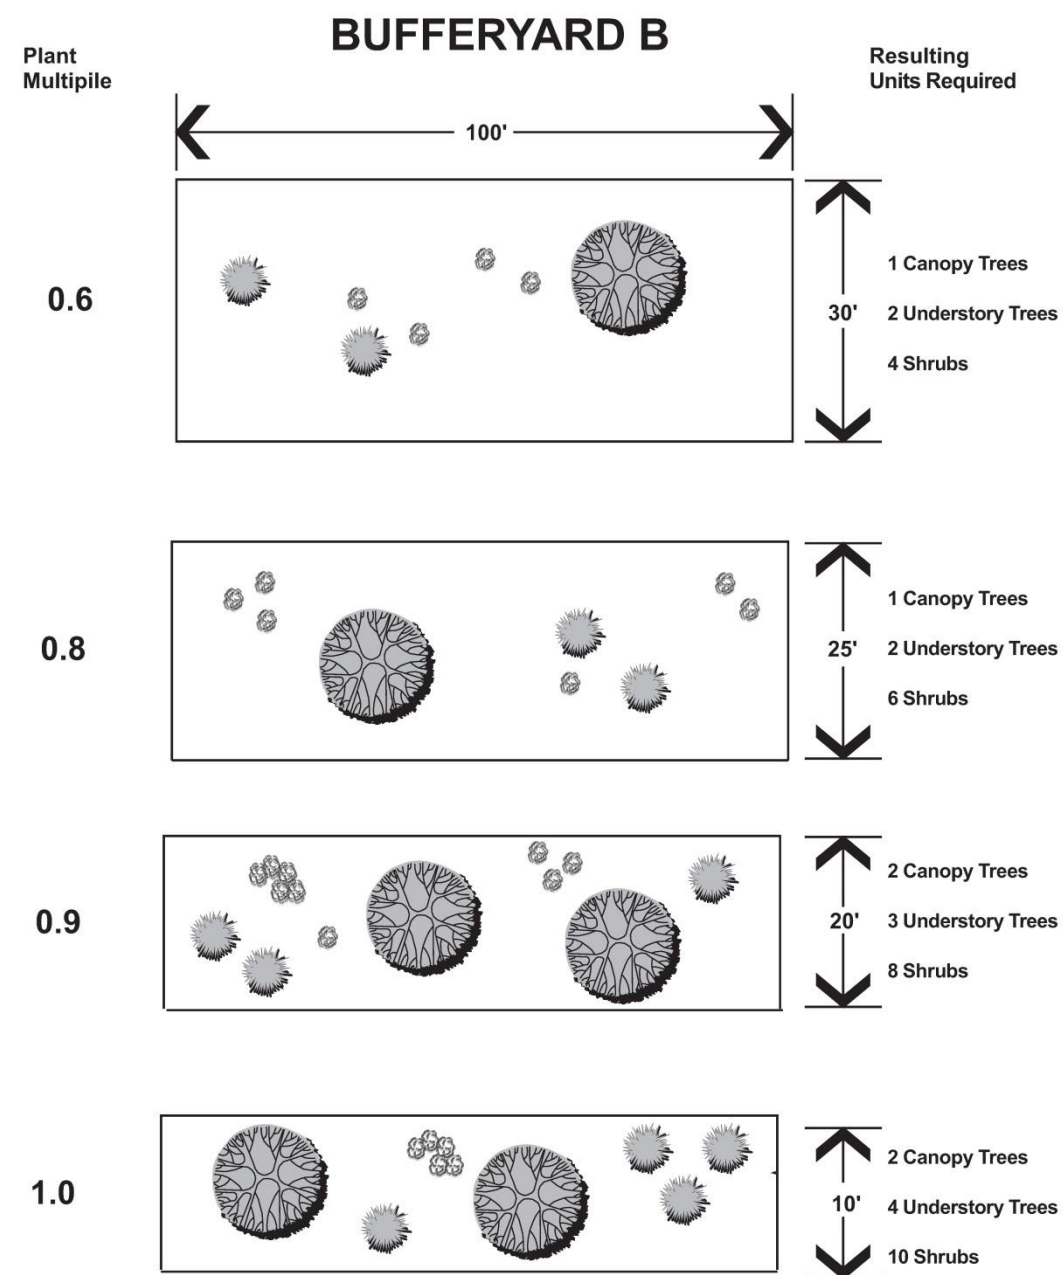 BUFFERYARD B
Plant
Multipile
Resulting
Units Required
100'
0.6
30'
1 Canopy Trees
2 Understory Trees
4 Shrubs
0.8
25'
1 Canopy Trees
2 Understory Trees
6 Shrubs
0.9
20'
2 Canopy Trees
3 Understory Trees
8 Shrubs
1.0
10'
2 Canopy Trees
4 Understory Trees
10 Shrubs